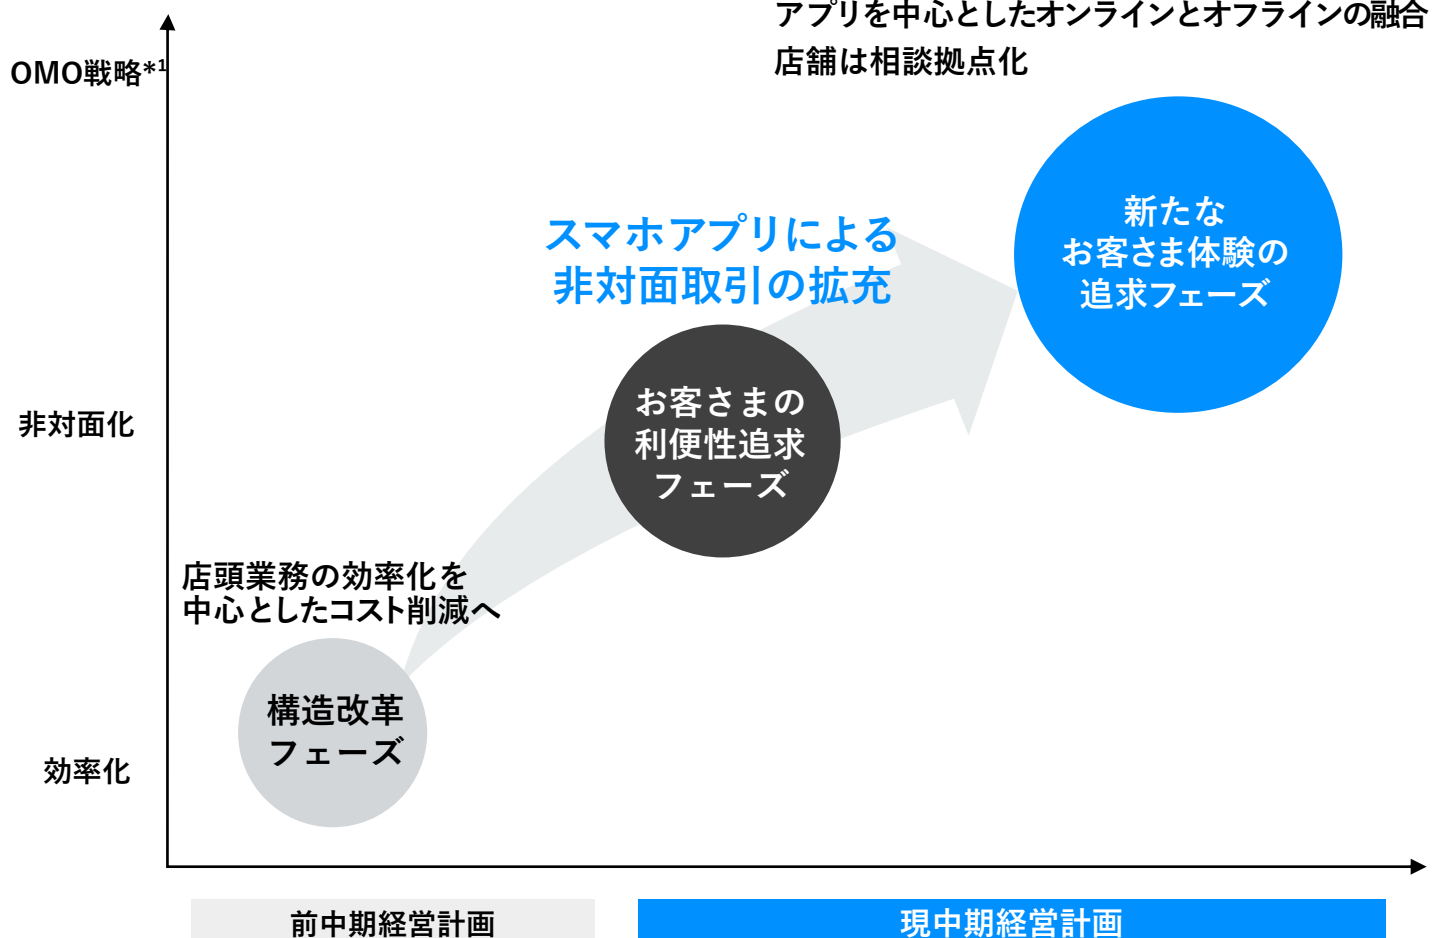 アプリを中心としたオンラインとオフラインの融合
店舗は相談拠点化
OMO戦略*1
新たな
お客さま体験の
追求フェーズ
スマホアプリによる
非対面取引の拡充
お客さまの
利便性追求
フェーズ
非対面化
店頭業務の効率化を
中心としたコスト削減へ
構造改革
フェーズ
効率化
前中期経営計画
現中期経営計画